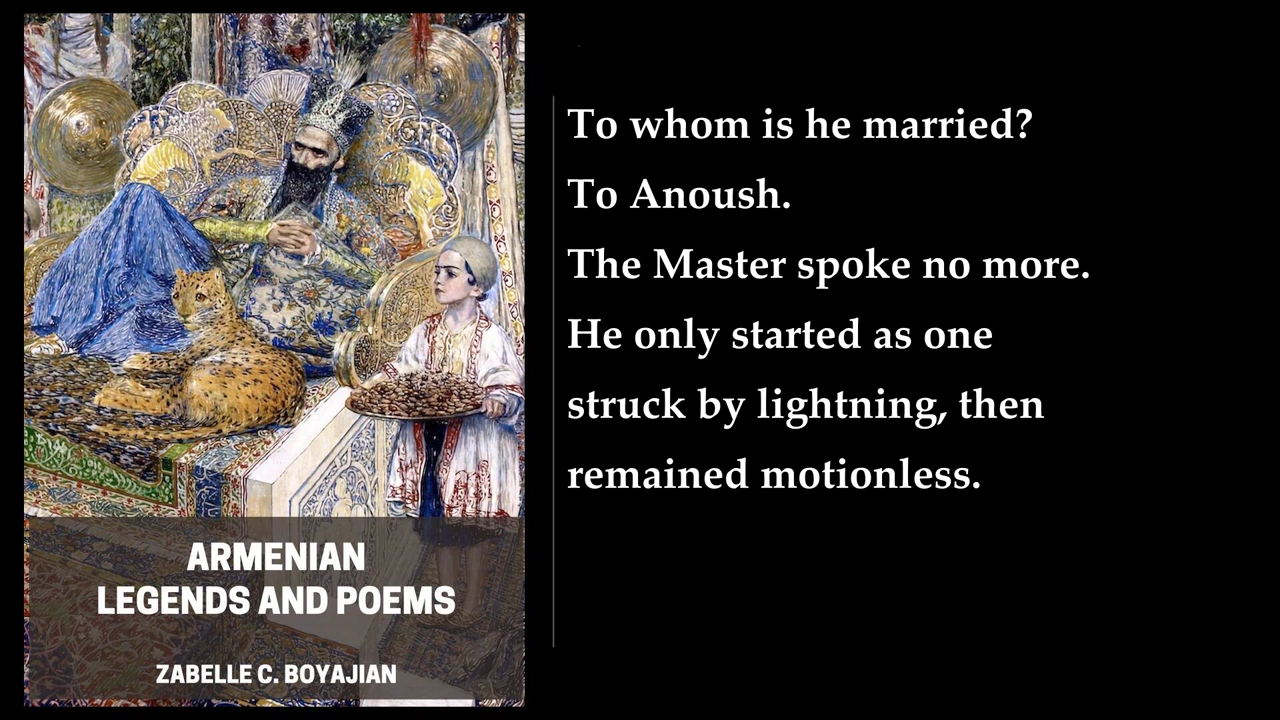 ARMENIAN
LEGENDS AND POEMS
ZABELLE C. BOYAJIAN
To whom is he married?
To Anoush.
The Master spoke no more.
He only started as one
struck by lightning, then
remained motionless.